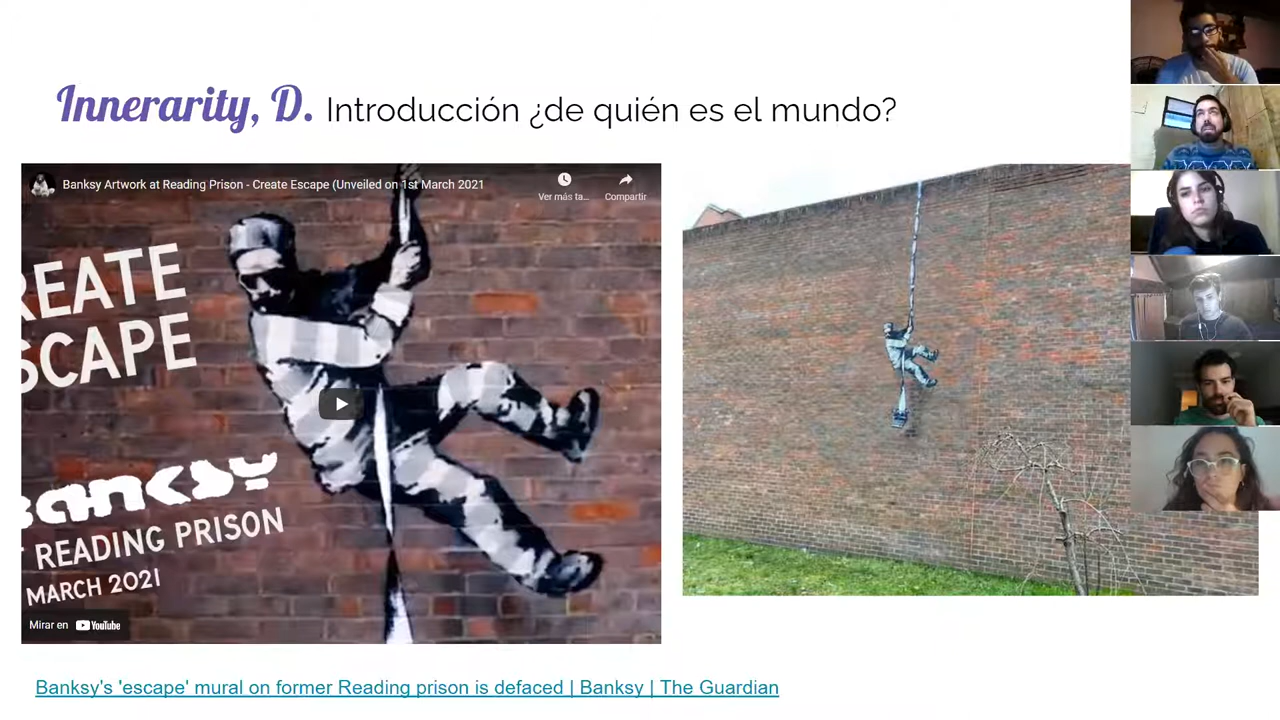 Innerarity, D. Introducción ¿de quién es el mundo?
Banksy Artwork at Reading Prison - Create Escape (Unveiled on 1st March 2021
Ver más ta...
Compartir
REATE
SCAPE
BANKSY
T READING PRISON
MARCH 2021
Mirar en YouTube
Banksy's 'escape' mural on former Reading prison is defaced | Banksy | The Guardian